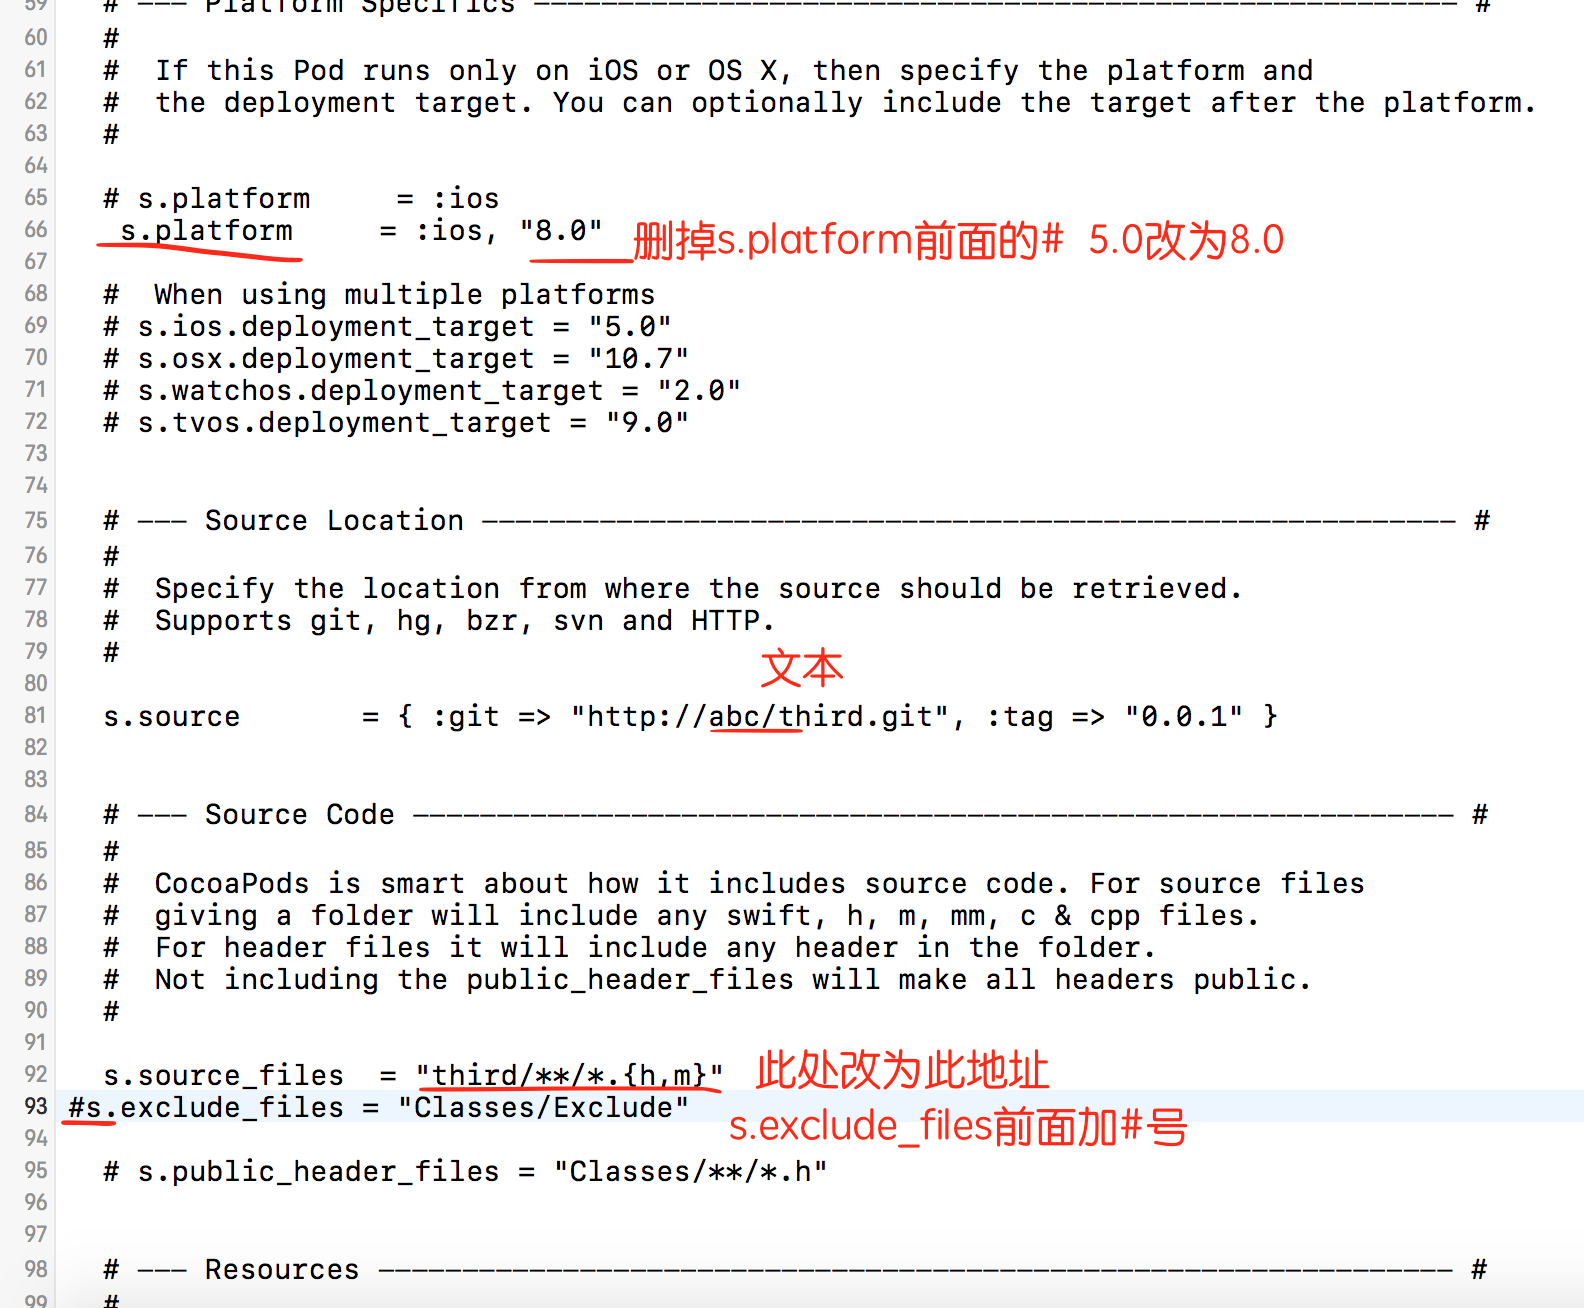 59 # ––– Platform Specifics ––––––––––––––––––––––––––––––––––––––––––––––––––––– #
60 #
61 #  If this Pod runs only on iOS or OS X, then specify the platform and
62 #  the deployment target. You can optionally include the target after the platform.
63 #
64
65 # s.platform     = :ios
66 s.platform     = :ios, "8.0" 删掉s.platform前面的# 5.0改为8.0
67
68 #  When using multiple platforms
69 # s.ios.deployment_target = "5.0"
70 # s.osx.deployment_target = "10.7"
71 # s.watchos.deployment_target = "2.0"
72 # s.tvos.deployment_target = "9.0"
73
74
75 # ––– Source Location –––––––––––––––––––––––––––––––––––––––––––––––––––––––– #
76 #
77 #  Specify the location from where the source should be retrieved.
78 #  Supports git, hg, bzr, svn and HTTP.
79 #
文本
80
81 s.source       = { :git => "http://abc/third.git", :tag => "0.0.1" }
82
83
84 # ––– Source Code –––––––––––––––––––––––––––––––––––––––––––––––––––––––––––– #
85 #
86 #  CocoaPods is smart about how it includes source code. For source files
87 #  giving a folder will include any swift, h, m, mm, c & cpp files.
88 #  For header files it will include any header in the folder.
89 #  Not including the public_header_files will make all headers public.
90 #
91
92 s.source_files  = "third/**/*.{h,m}" 此处改为此地址
93 #s.exclude_files = "Classes/Exclude"
s.exclude_files前面加#号
94
95 # s.public_header_files = "Classes/**/*.h"
96
97
98 # ––– Resources –––––––––––––––––––––––––––––––––––––––––––––––––––––––––––––– #
99 #